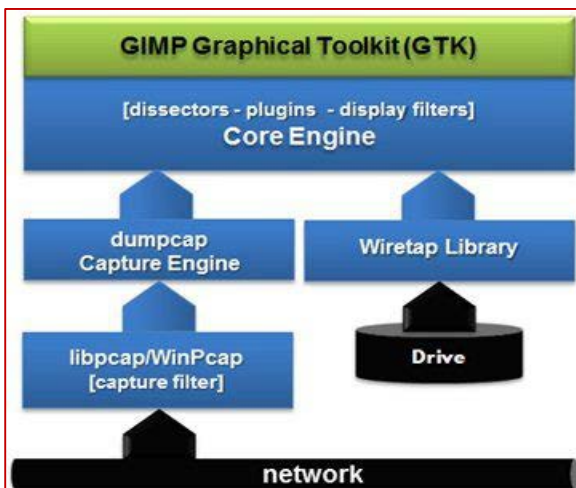 GIMP Graphical Toolkit (GTK)
[dissectors - plugins - display filters]
Core Engine
dumpcap
Capture Engine
Wiretap Library
libpcap/WinPcap
[capture filter]
Drive
network